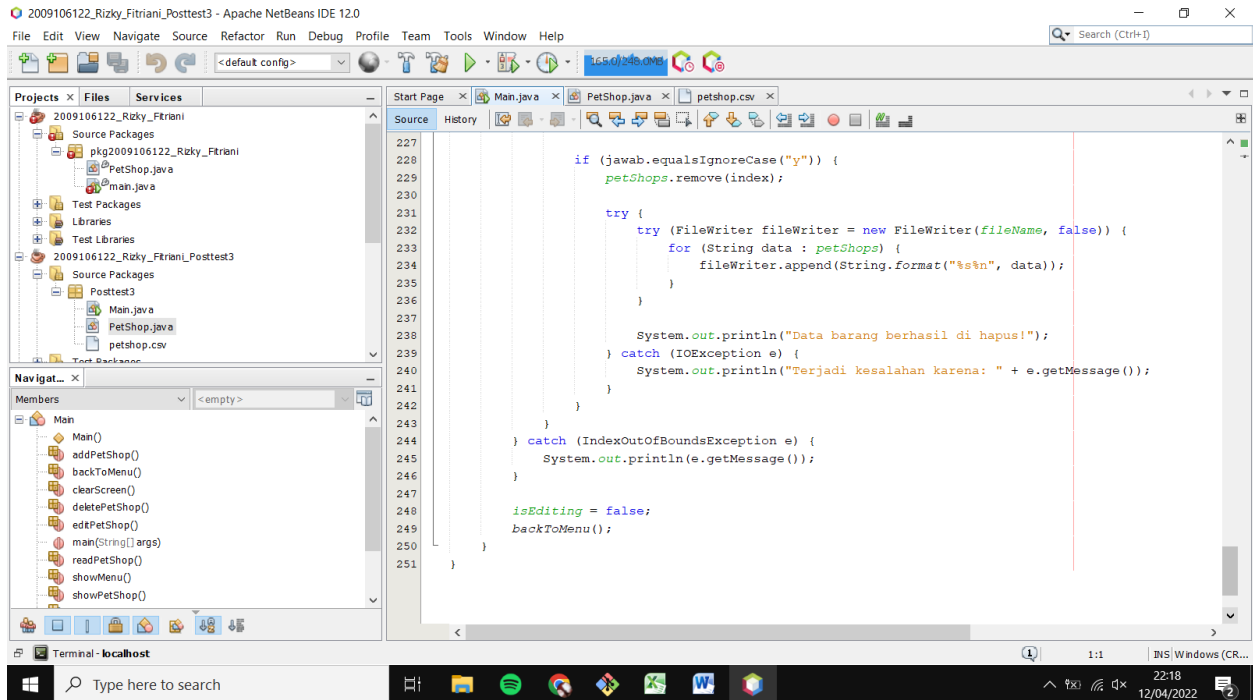 2009106122_Rizky_Fitriani_Posttest3 - Apache NetBeans IDE 12.0
File Edit View Navigate Source Refactor Run Debug Profile Team Tools Window Help
Search (Ctrl+I)
<default config>
165.0/248.0MB
Projects Files Services
2009106122_Rizky_Fitriani
Source Packages
pkg2009106122_Rizky_Fitriani
PetShop.java
main.java
Test Packages
Libraries
Test Libraries
2009106122_Rizky_Fitriani_Posttest3
Source Packages
Posttest3
Main.java
PetShop.java
petshop.csv
Test Packages
Navigat...
Members <empty>
Main
Main()
addPetShop()
backToMenu()
clearScreen()
deletePetShop()
editPetShop()
main(String[] args)
readPetShop()
showMenu()
showPetShop()
Start Page Main.java PetShop.java petshop.csv
Source History
227
228 if (jawab.equalsIgnoreCase("y")) {
229 petShops.remove(index);
230
231 try {
232 try (FileWriter fileWriter = new FileWriter(fileName, false)) {
233 for (String data : petShops) {
234 fileWriter.append(String.format("%s%n", data));
235 }
236 }
237
238 System.out.println("Data barang berhasil di hapus!");
239 } catch (IOException e) {
240 System.out.println("Terjadi kesalahan karena: " + e.getMessage());
241 }
242 }
243 }
244 } catch (IndexOutOfBoundsException e) {
245 System.out.println(e.getMessage());
246 }
247
248 isEditing = false;
249 backToMenu();
250 }
251 }
Terminal - localhost
1
1:1
INS Windows (CR...
Type here to search
22:18
12/04/2022
2